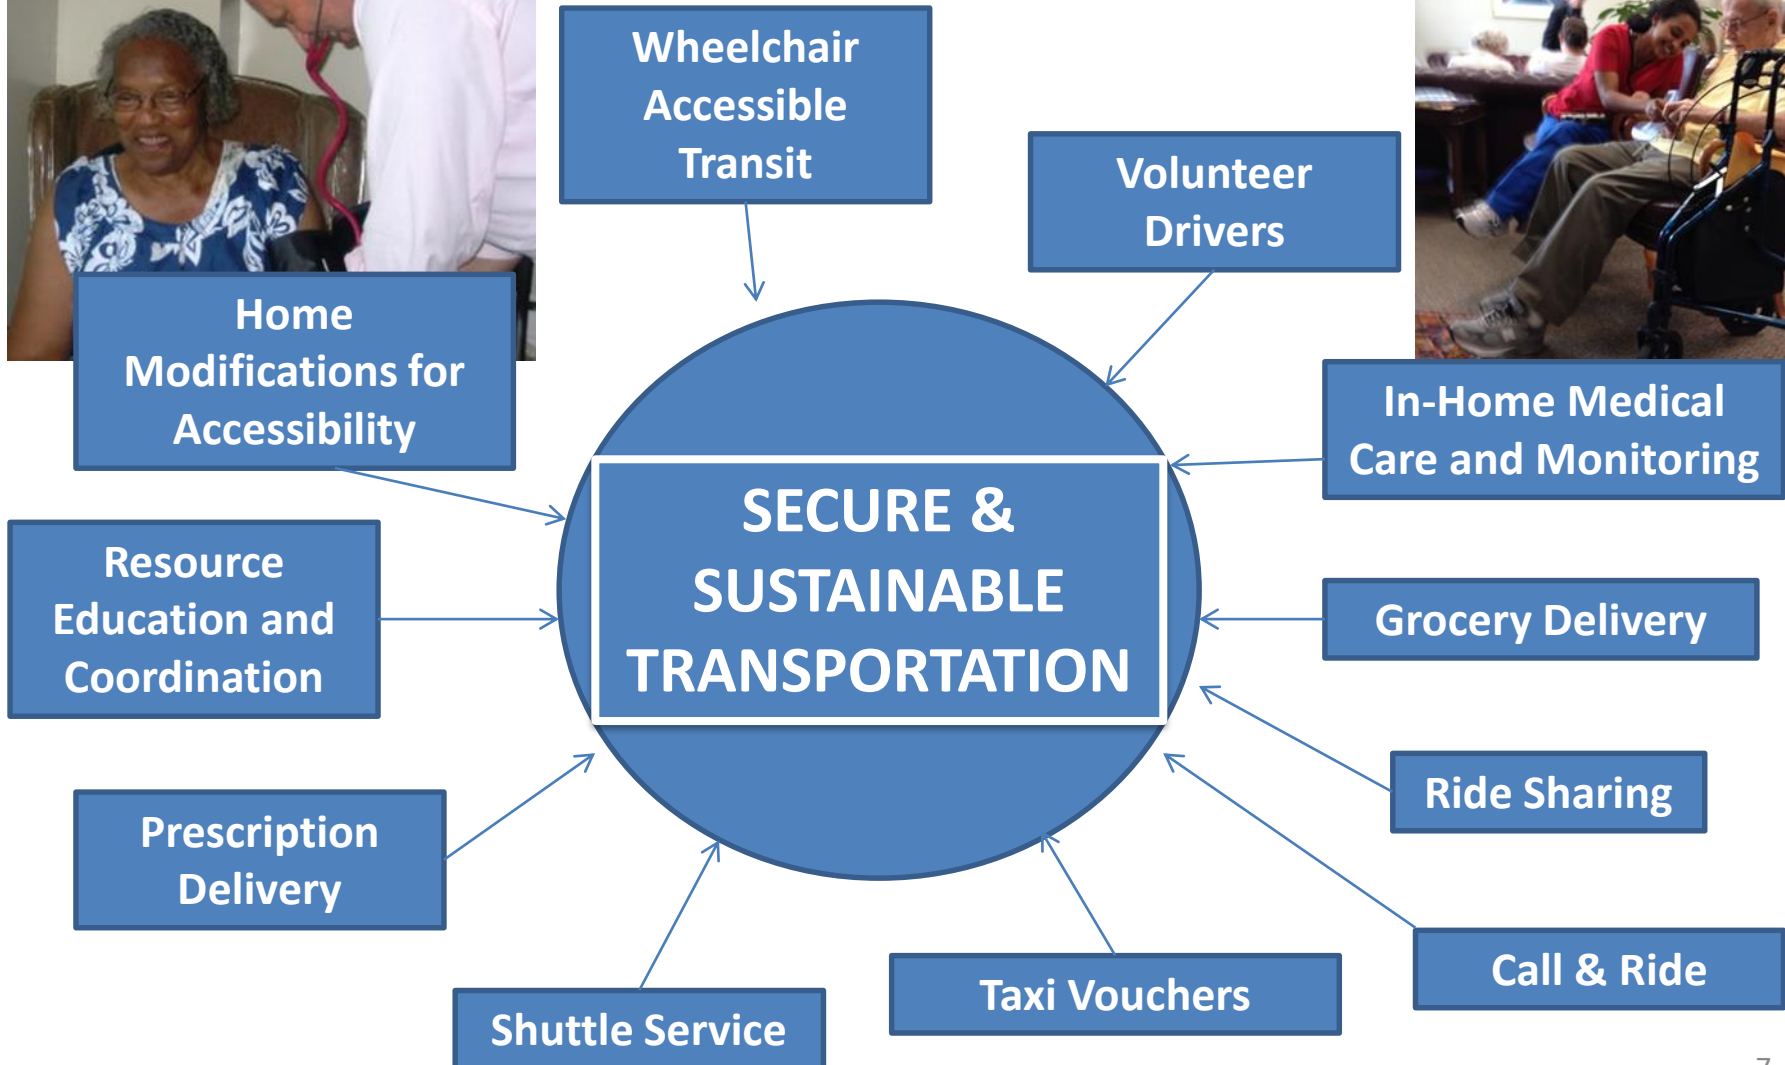 Wheelchair
Accessible
Transit
Volunteer
Drivers
Home
Modifications for
Accessibility
In-Home Medical
Care and Monitoring
SECURE &
SUSTAINABLE
TRANSPORTATION
Resource
Education and
Coordination
Grocery Delivery
Ride Sharing
Prescription
Delivery
Call & Ride
Taxi Vouchers
Shuttle Service
7